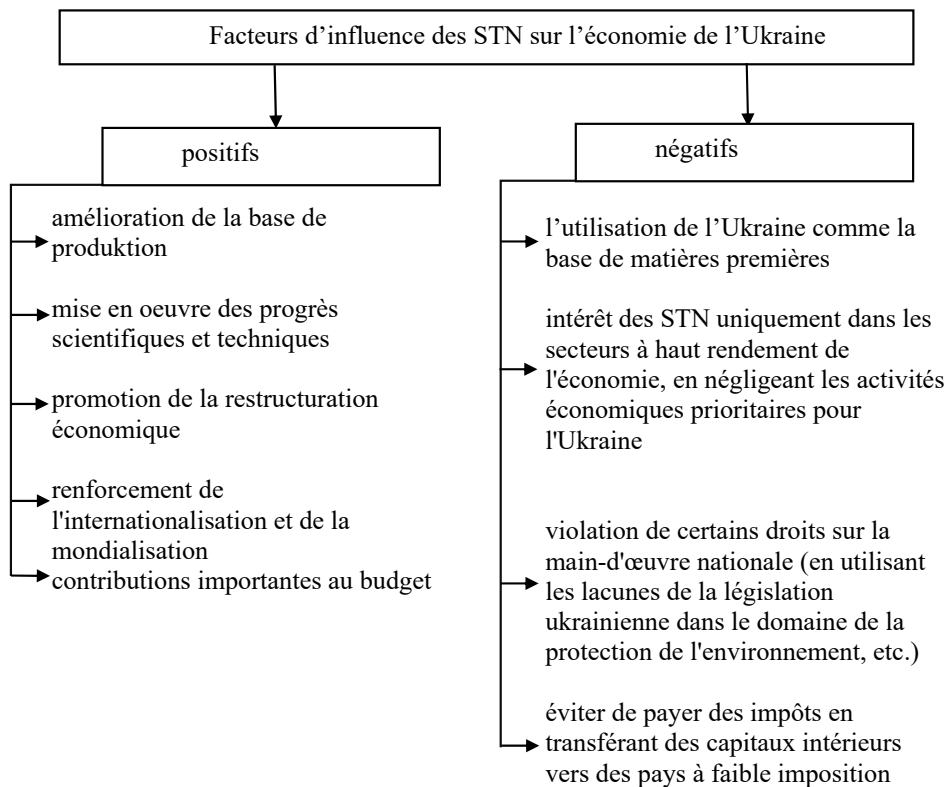 Facteurs d’influence des STN sur l’économie de l’Ukraine
positifs
amélioration de la base de
produktion
mise en oeuvre des progrès
scientifiques et techniques
promotion de la restructuration
économique
renforcement de
l'internationalisation et de la
mondialisation
contributions importantes au budget
négatifs
l’utilisation de l’Ukraine comme la
base de matières premières
intérêt des STN uniquement dans les
secteurs à haut rendement de
l'économie, en négligeant les activités
économiques prioritaires pour
l'Ukraine
violation de certains droits sur la
main-d'œuvre nationale (en utilisant
les lacunes de la législation
ukrainienne dans le domaine de la
protection de l'environnement, etc.)
éviter de payer des impôts en
transférant des capitaux intérieurs
vers des pays à faible imposition